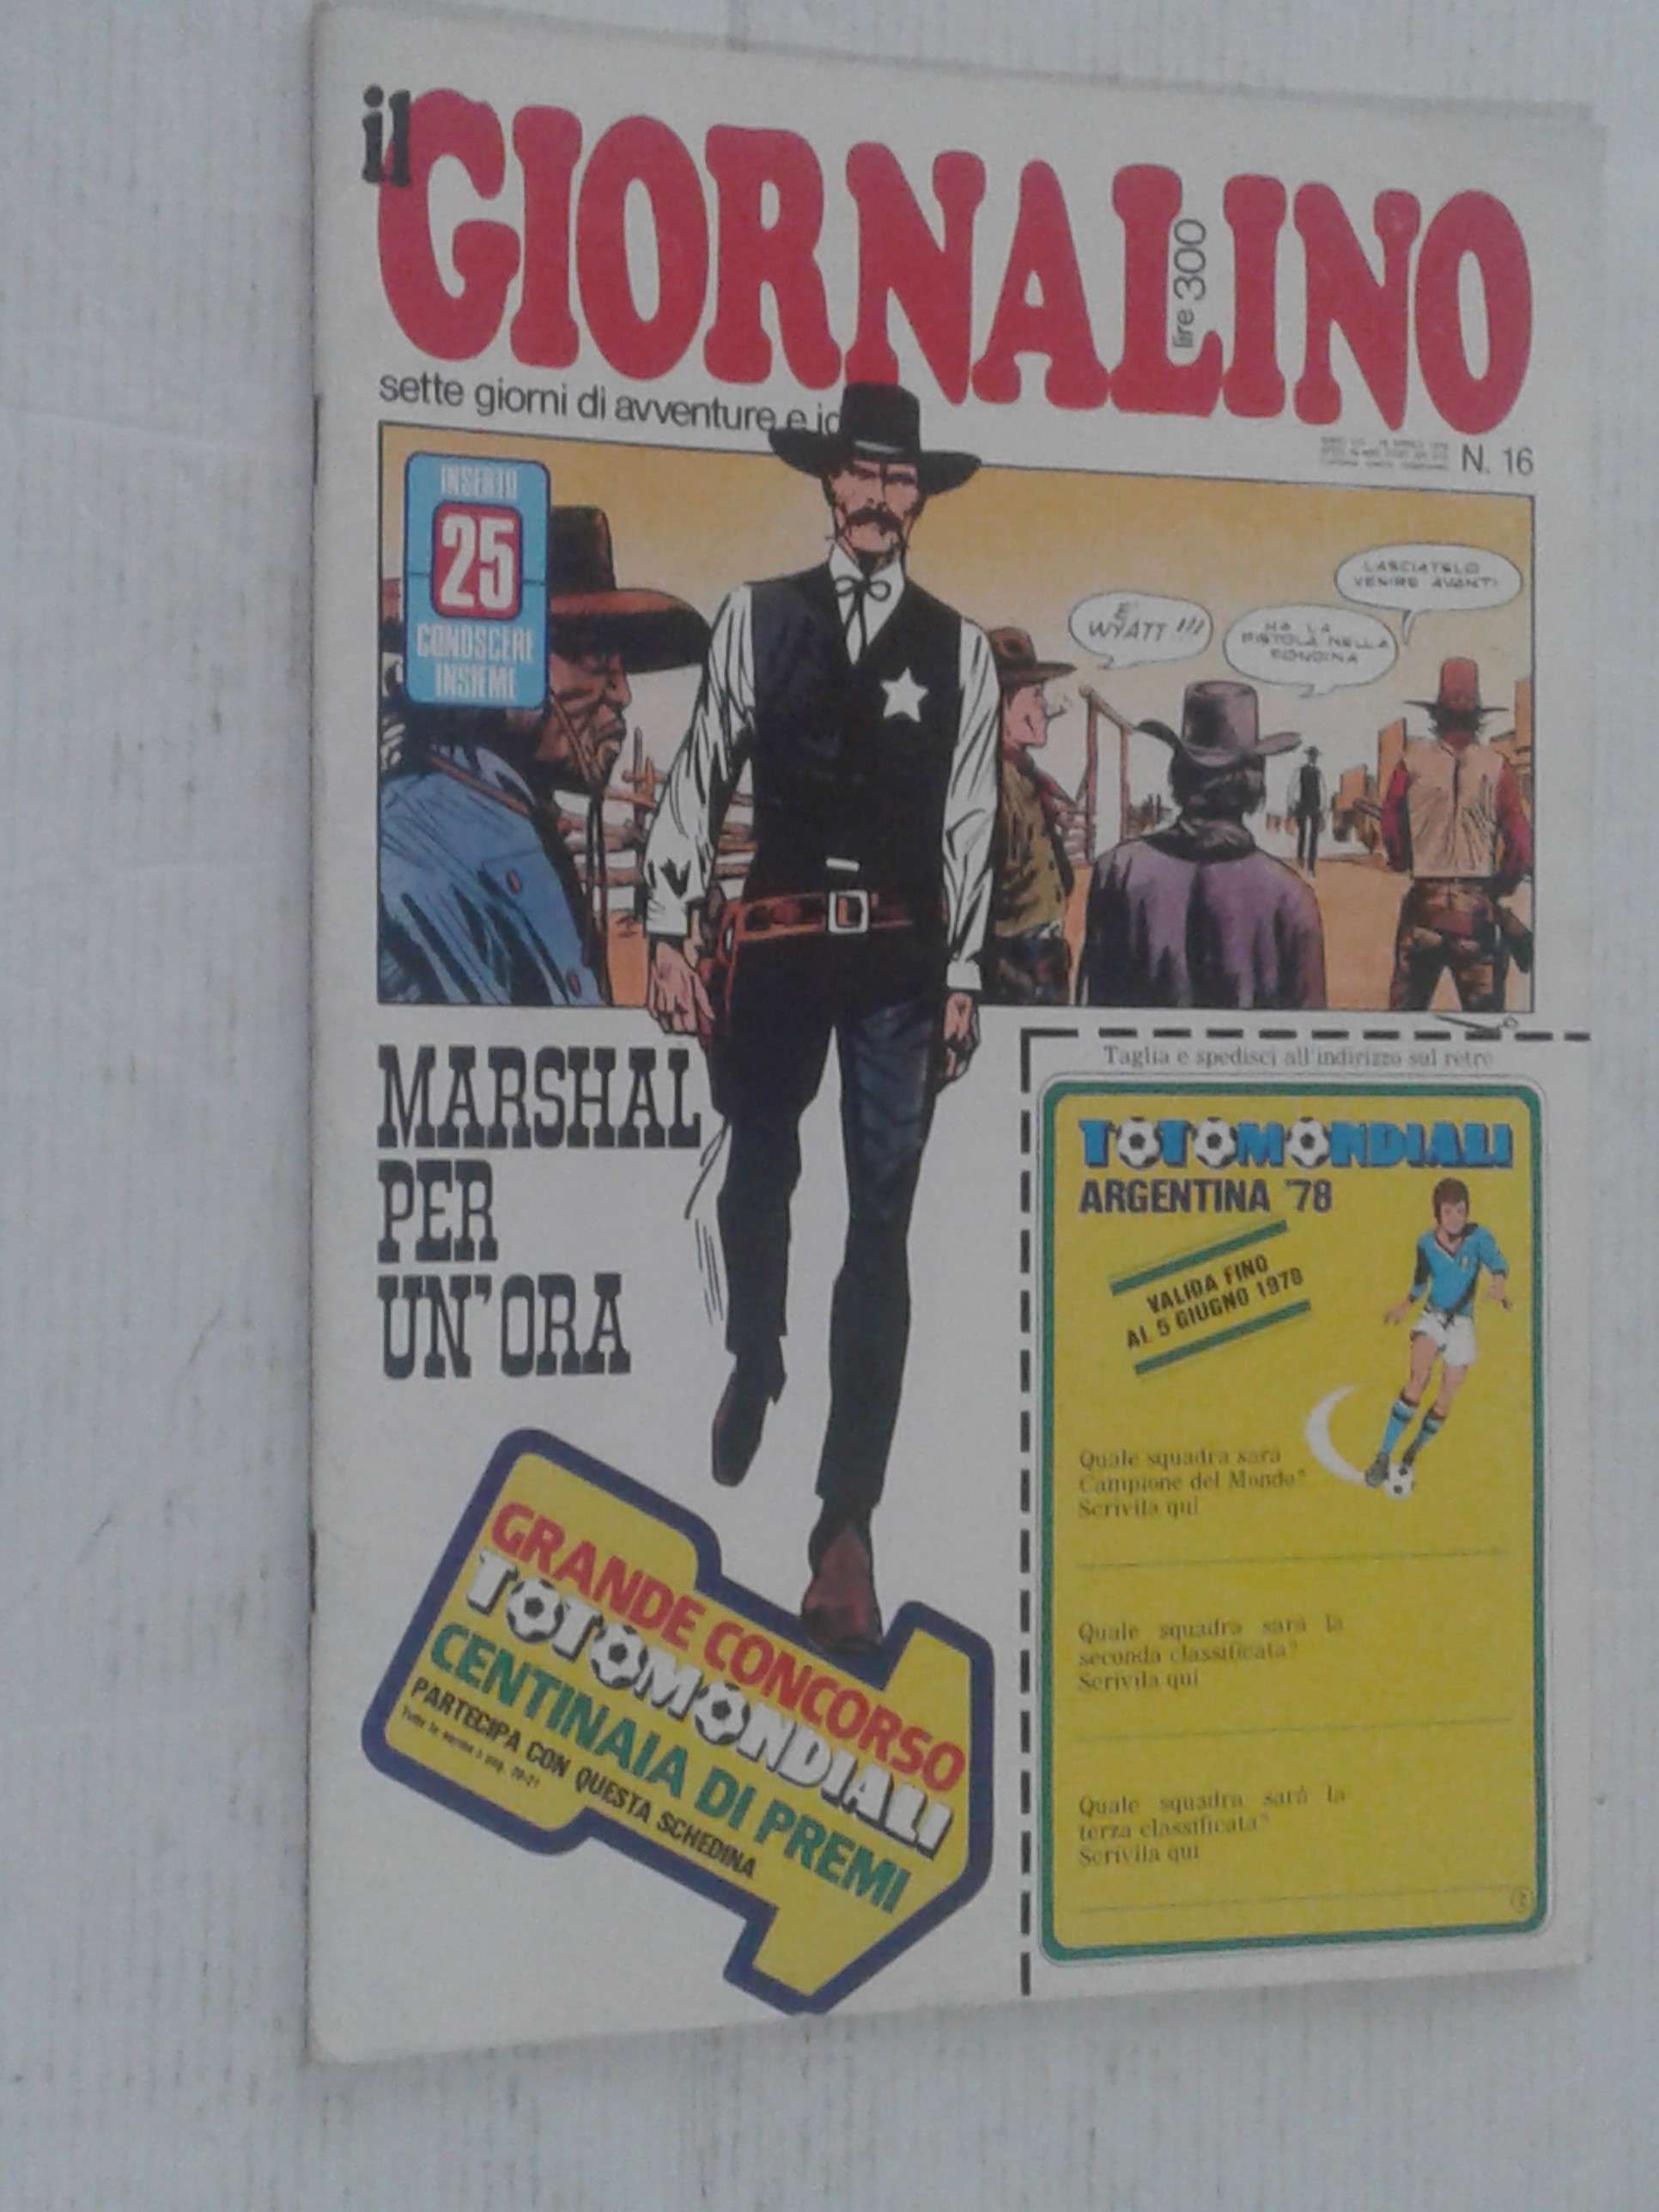 il GIORNALINO
lire 300
sette giorni di avventure e id
N. 16
INSERTO
25
CONOSCERE
INSIEME
È WYATT !!!
HA LA
PISTOLA NELLA
FONDINA
LASCIATELO
VENIRE AVANTI
MARSHAL
PER
UN'ORA
Taglia e spedisci all'indirizzo sul retro
TOTOMONDIALI
ARGENTINA '78
VALIDA FINO
AL 5 GIUGNO 1978
Quale squadra sarà
Campione del Mondo?
Scrivila qui
Quale squadra sarà la
seconda classificata?
Scrivila qui
Quale squadra sarà la
terza classificata?
Scrivila qui
GRANDE CONCORSO
TOTOMONDIALI
CENTINAIA DI PREMI
PARTECIPA CON QUESTA SCHEDINA